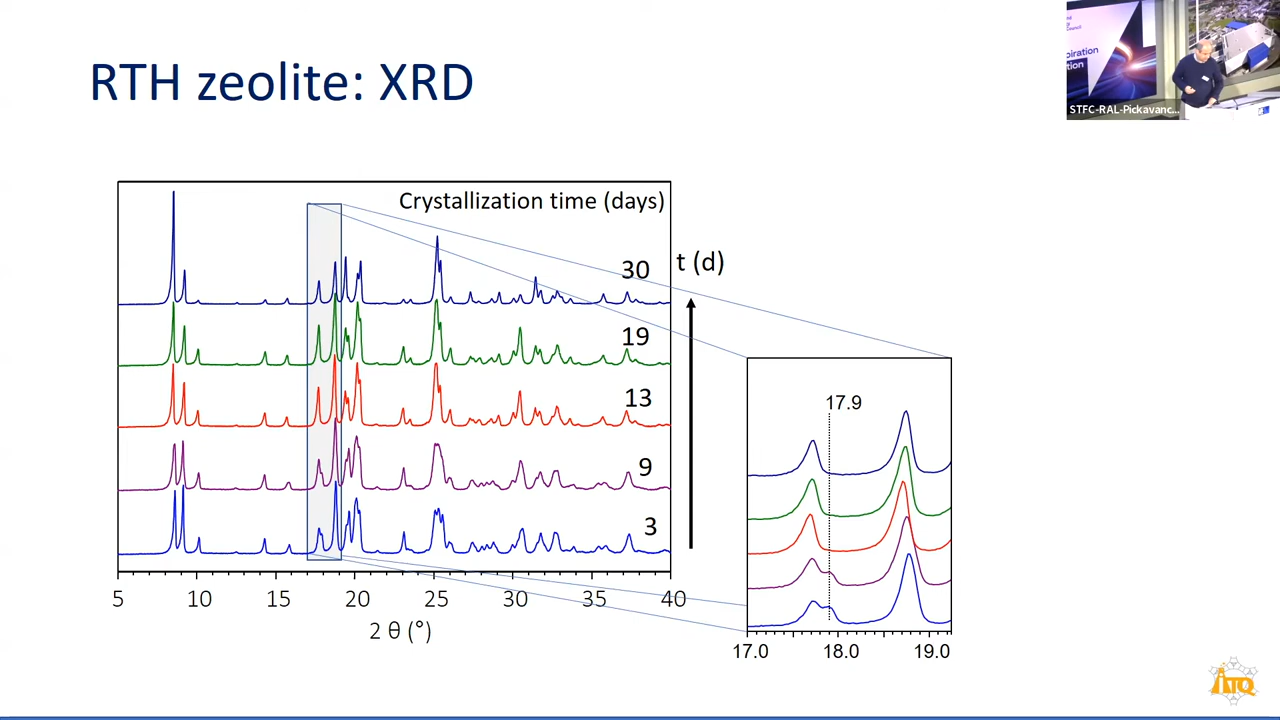 RTH zeolite: XRD
STFC-RAL-Pickavanc...
Crystallization time (days)
30
19
13
9
3
t (d)
5 10 15 20 25 30 35 40
2 θ (°)
17.9
17.0 18.0 19.0
iTQ